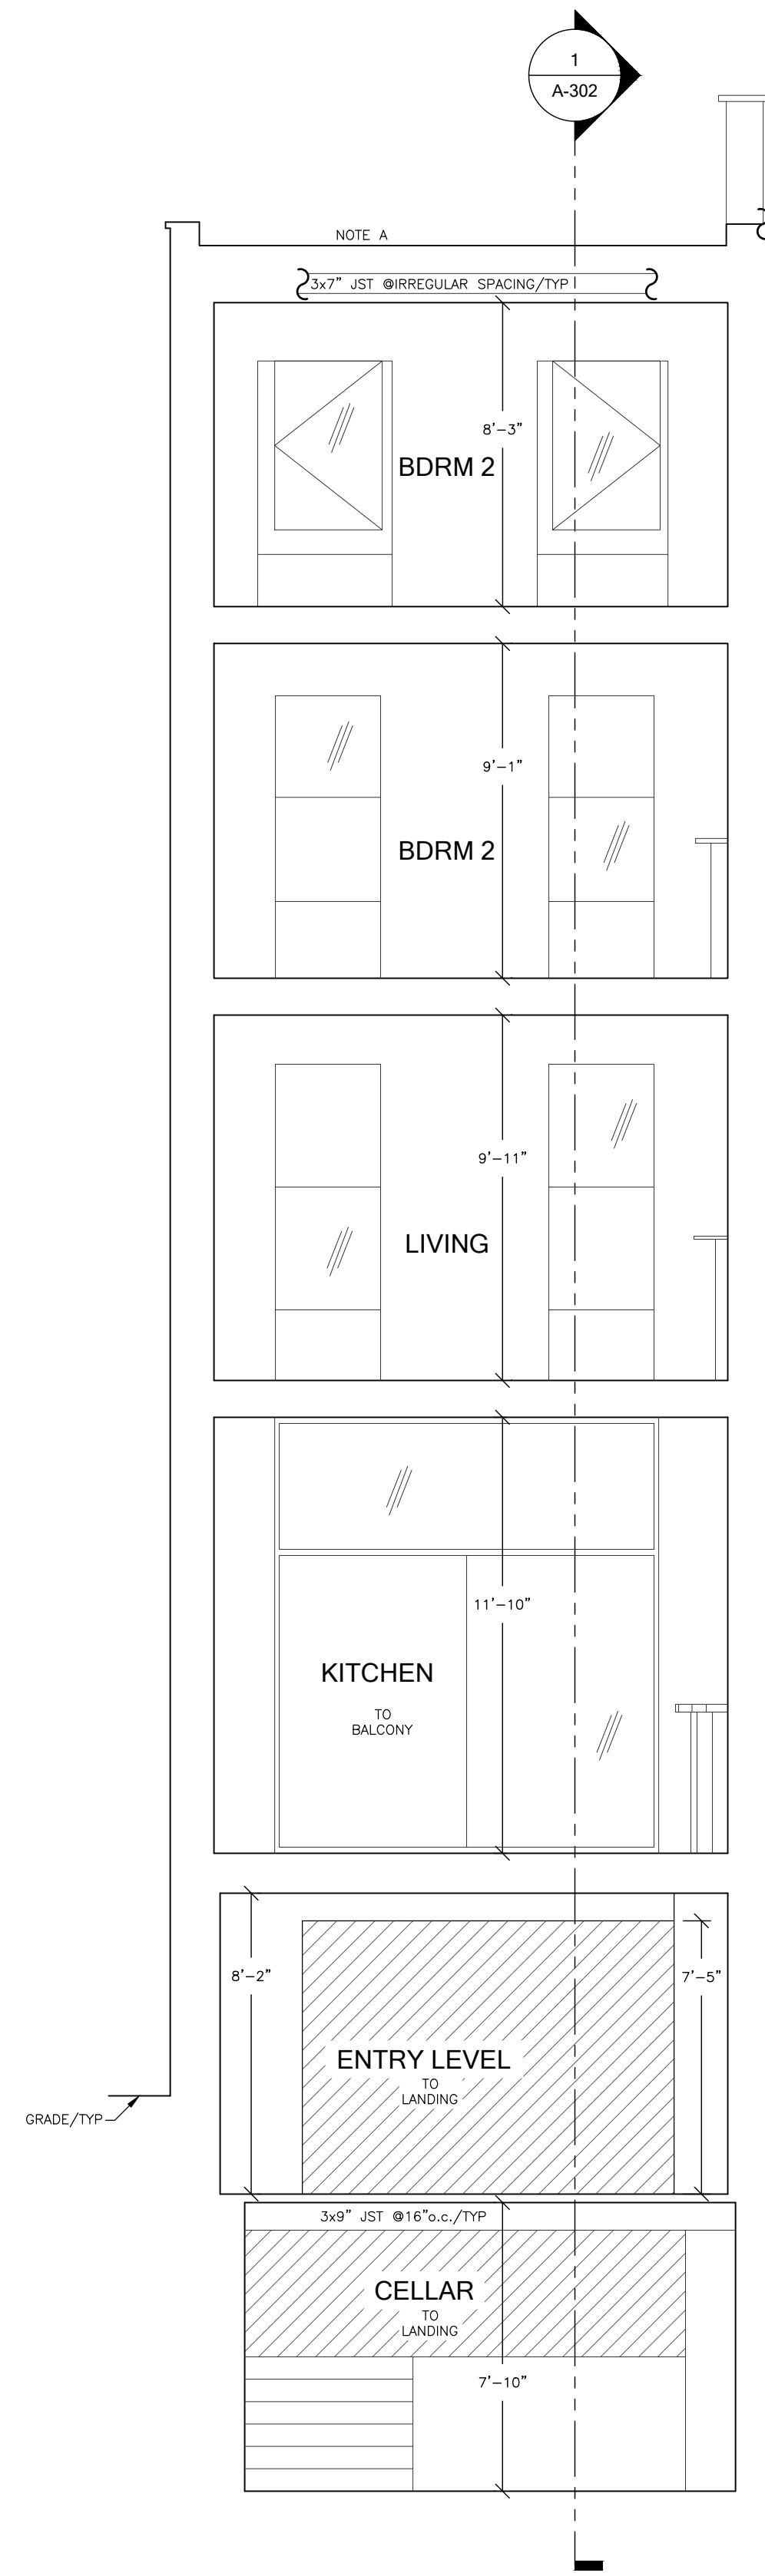 1
A-302
NOTE A
3x7" JST @IRREGULAR SPACING/TYP
8'-3"
BDRM 2
9'-1"
BDRM 2
9'-11"
LIVING
11'-10"
KITCHEN
TO
BALCONY
8'-2"
7'-5"
ENTRY LEVEL
TO
LANDING
GRADE/TYP
3x9" JST @16"o.c./TYP
CELLAR
TO
LANDING
7'-10"